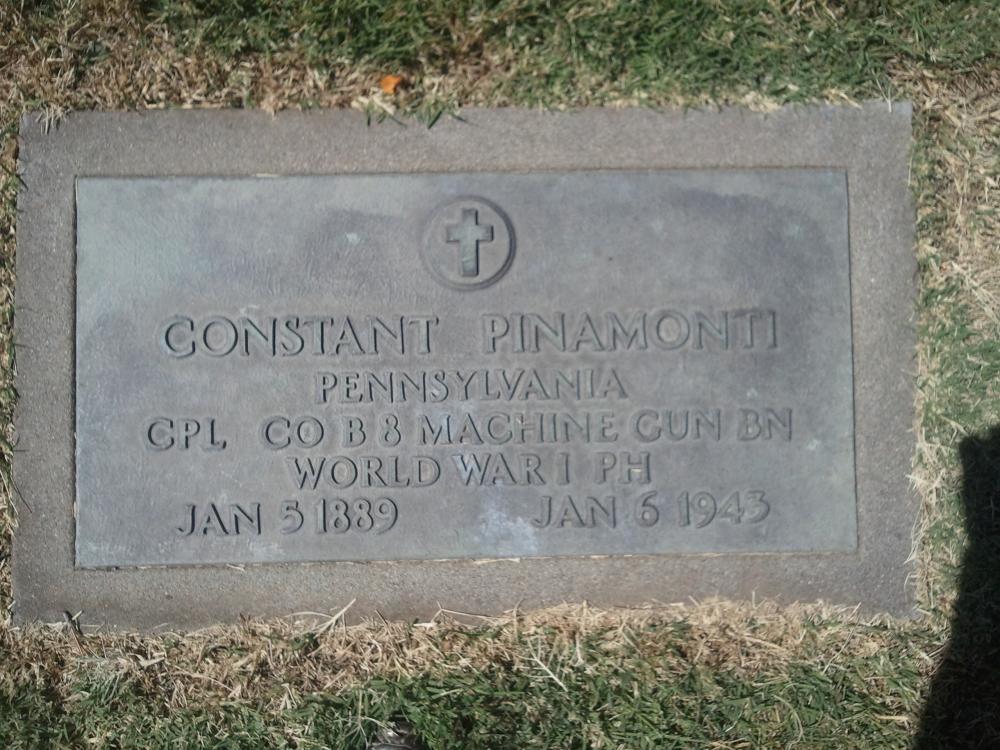 CONSTANT PINAMONTI
PENNSYLVANIA
CPL CO B 8 MACHINE GUN BN
WORLD WAR I PH
JAN 5 1889 JAN 6 1943